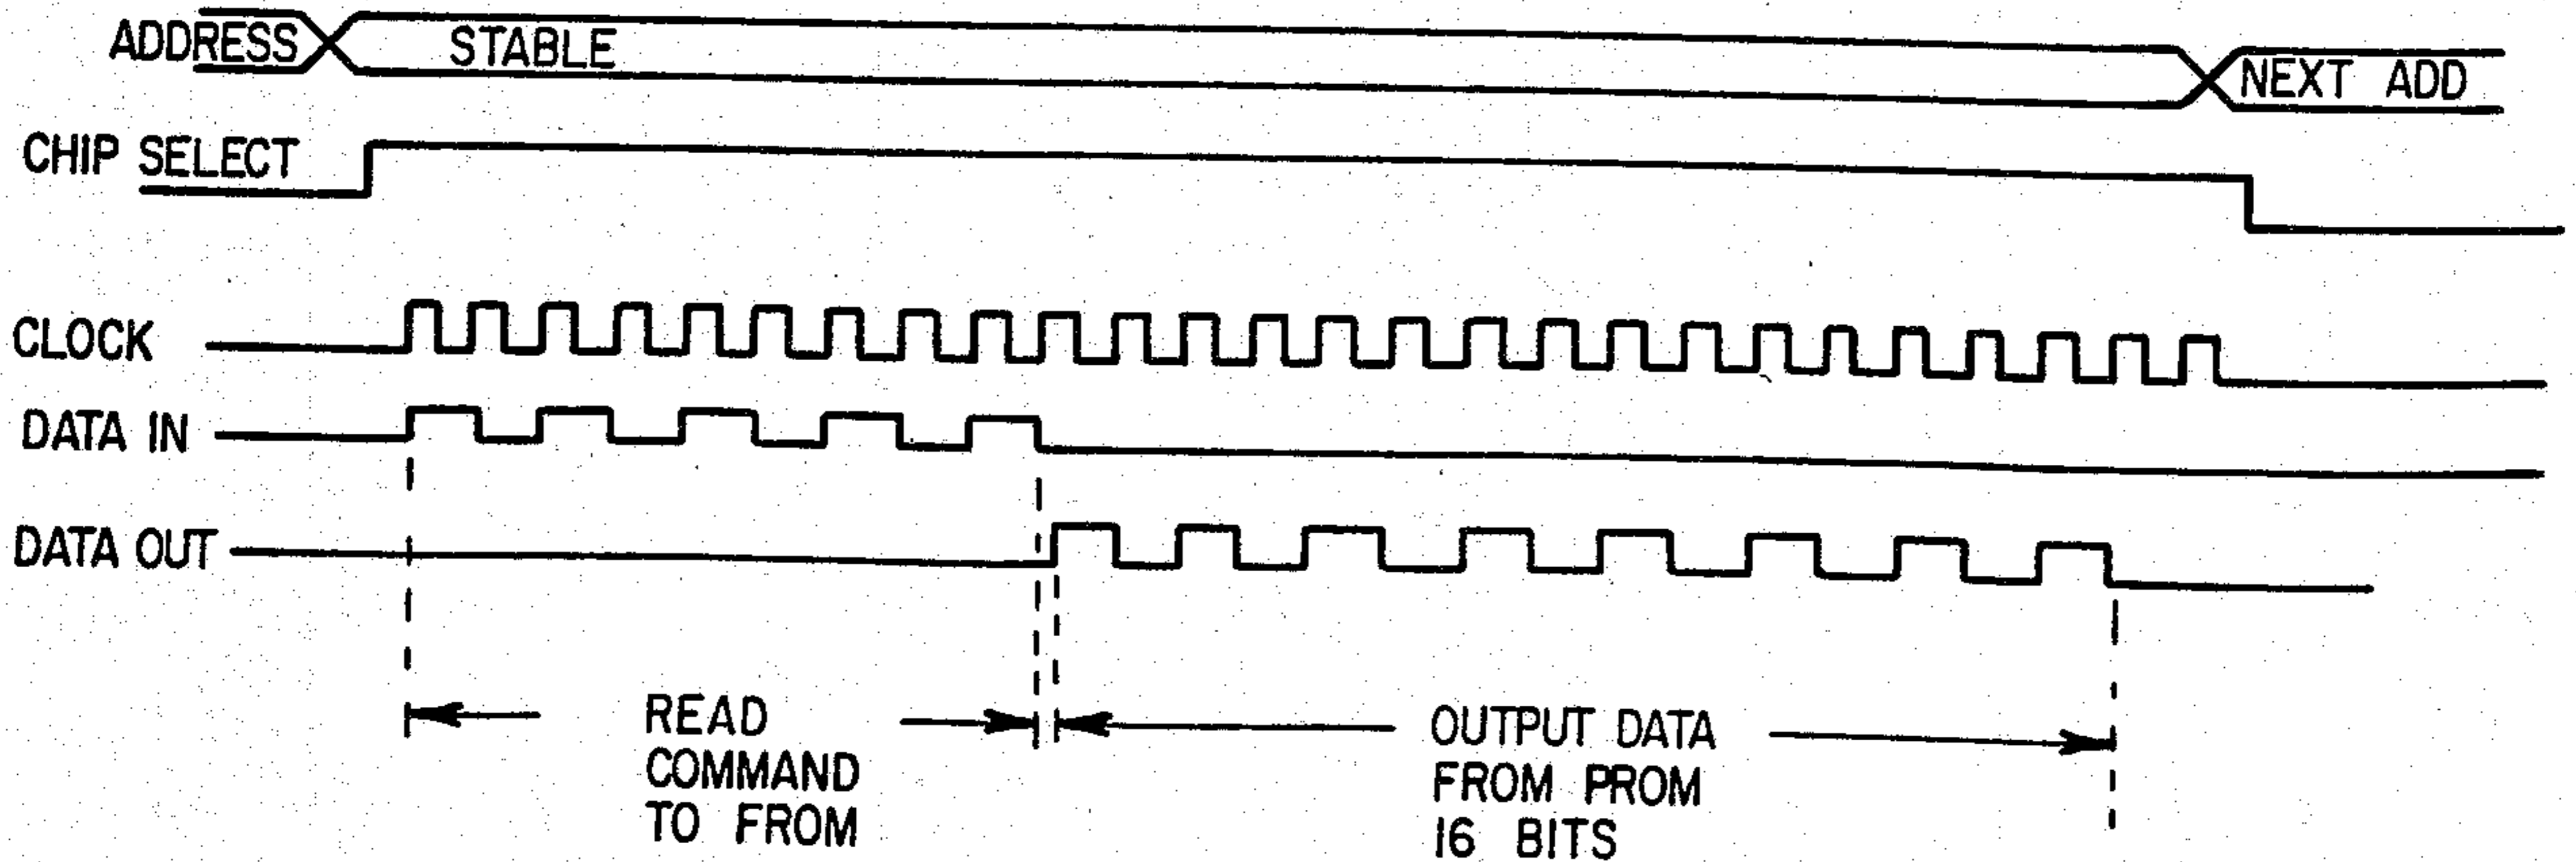 ADDRESS STABLE NEXT ADD
CHIP SELECT
CLOCK
DATA IN
DATA OUT
READ
COMMAND
TO FROM
OUTPUT DATA
FROM PROM
16 BITS